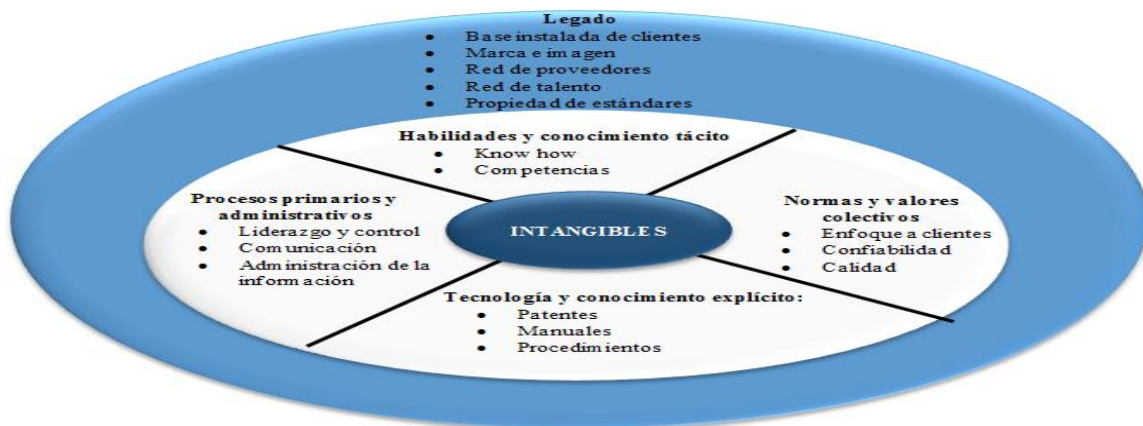 Legado
• Base instalada de clientes
• Marca e imagen
• Red de proveedores
• Red de talento
• Propiedad de estándares
Habilidades y conocimiento tácito
• Know how
• Competencias
Procesos primarios y
administrativos
• Liderazgo y control
• Comunicación
• Administración de la
información
INTANGIBLES
Normas y valores
colectivos
• Enfoque a clientes
• Confiabilidad
• Calidad
Tecnología y conocimiento explícito:
• Patentes
• Manuales
• Procedimientos